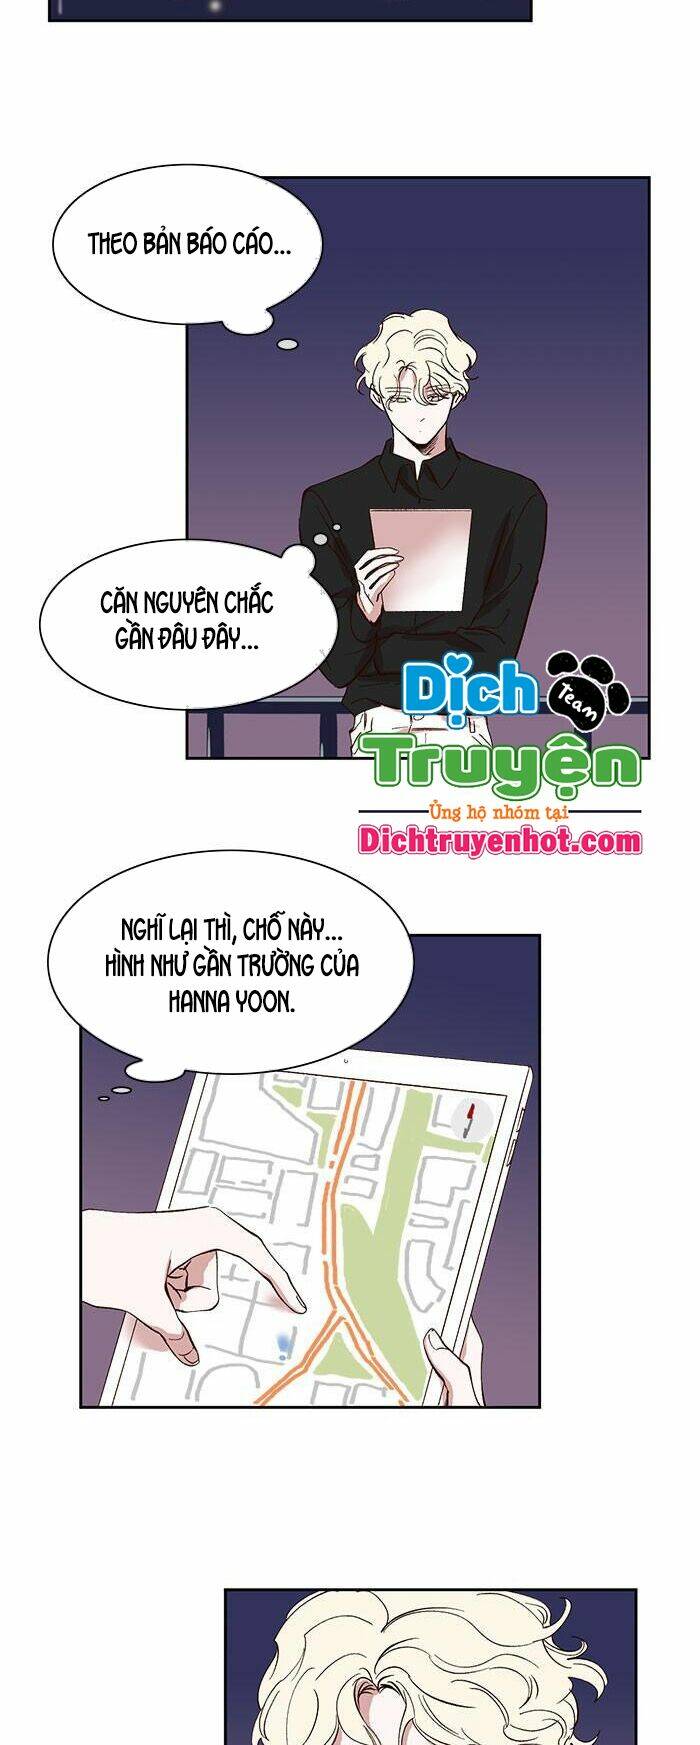 THEO BẢN BÁO CÁO...
CĂN NGUYÊN CHẮC
GẦN ĐÂU ĐÂY...
Dịch Team
Truyện
Ủng hộ nhóm tại
Dichtruyenhot.com
NGHĨ LẠI THÌ, CHỖ NÀY...
HÌNH NHƯ GẦN TRƯỜNG CỦA
HANNA YOON.